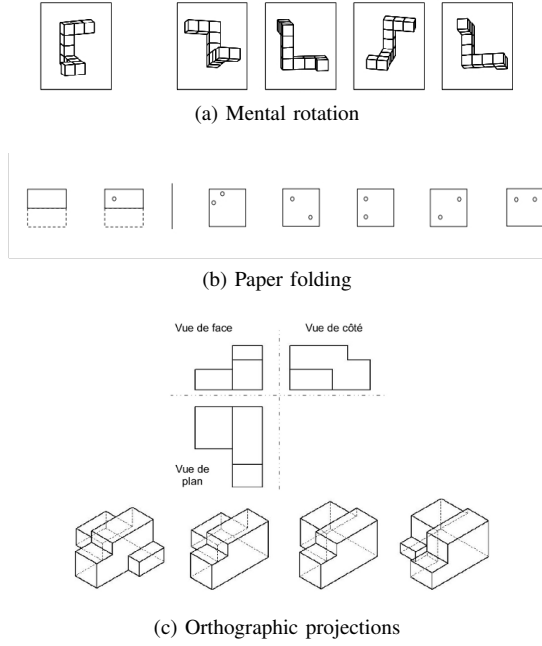 (a) Mental rotation
(b) Paper folding
Vue de face
Vue de côté
Vue de
plan
(c) Orthographic projections